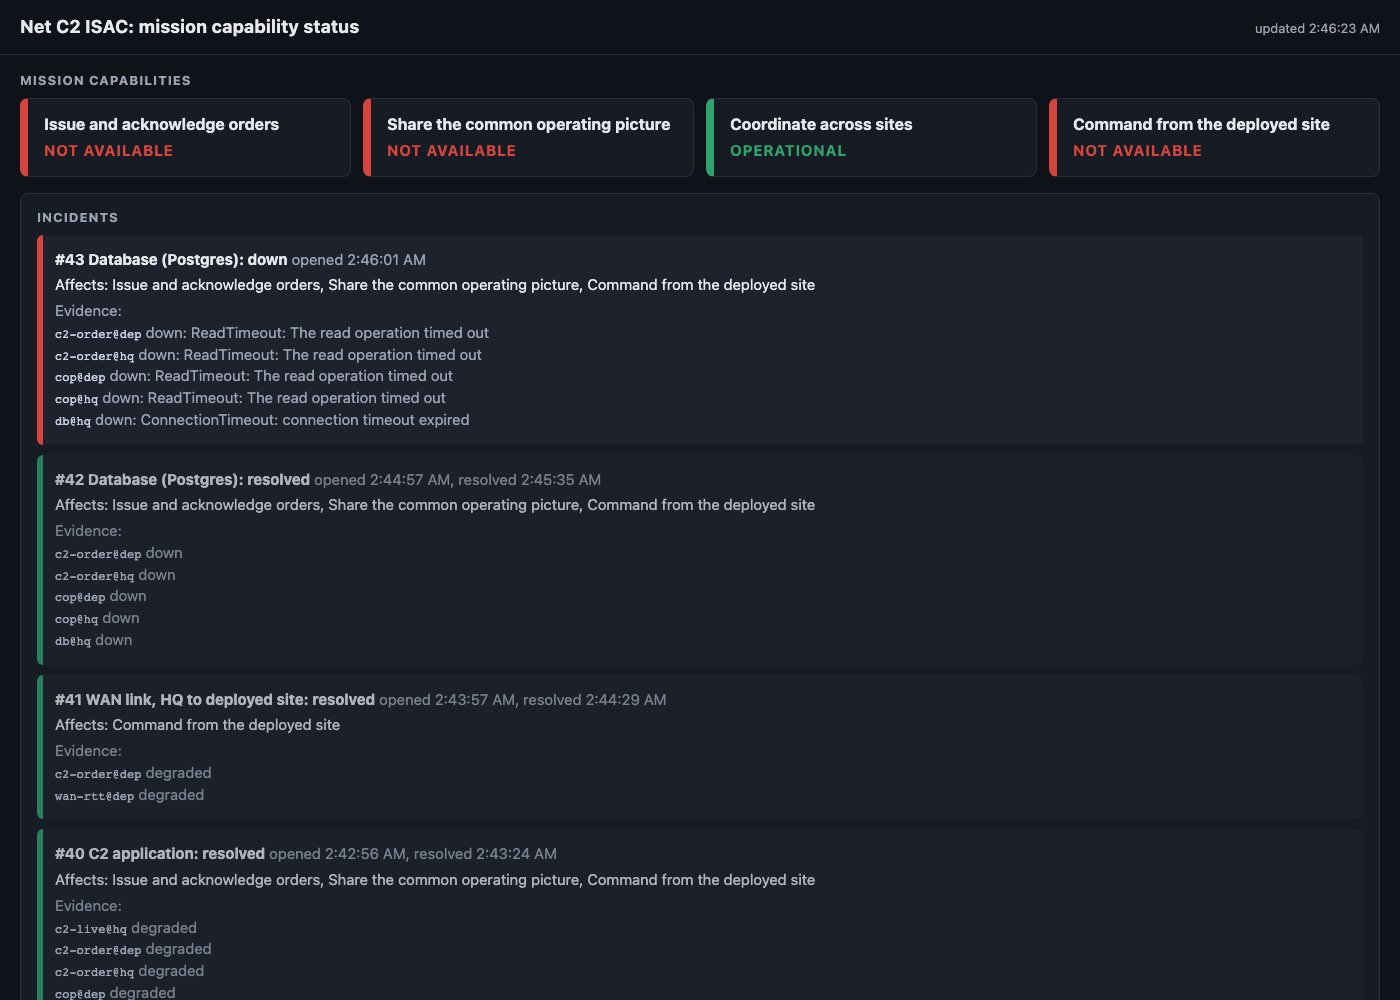 Net C2 ISAC: mission capability status
updated 2:46:23 AM
MISSION CAPABILITIES
Issue and acknowledge orders
NOT AVAILABLE
Share the common operating picture
NOT AVAILABLE
Coordinate across sites
OPERATIONAL
Command from the deployed site
NOT AVAILABLE
INCIDENTS
#43 Database (Postgres): down opened 2:46:01 AM
Affects: Issue and acknowledge orders, Share the common operating picture, Command from the deployed site
Evidence:
c2-order@dep down: ReadTimeout: The read operation timed out
c2-order@hq down: ReadTimeout: The read operation timed out
cop@dep down: ReadTimeout: The read operation timed out
cop@hq down: ReadTimeout: The read operation timed out
db@hq down: ConnectionTimeout: connection timeout expired
#42 Database (Postgres): resolved opened 2:44:57 AM, resolved 2:45:35 AM
Affects: Issue and acknowledge orders, Share the common operating picture, Command from the deployed site
Evidence:
c2-order@dep down
c2-order@hq down
cop@dep down
cop@hq down
db@hq down
#41 WAN link, HQ to deployed site: resolved opened 2:43:57 AM, resolved 2:44:29 AM
Affects: Command from the deployed site
Evidence:
c2-order@dep degraded
wan-rtt@dep degraded
#40 C2 application: resolved opened 2:42:56 AM, resolved 2:43:24 AM
Affects: Issue and acknowledge orders, Share the common operating picture, Command from the deployed site
Evidence:
c2-live@hq degraded
c2-order@dep degraded
c2-order@hq degraded
cop@dep degraded